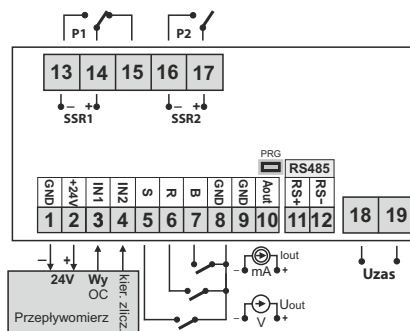 P1 P2
13 14 15 16 17
– + – +
SSR1 SSR2
PRG
RS485
GND +24V IN1 IN2 S R B GND GND Aout RS+ RS-
1 2 3 4 5 6 7 8 9 10 11 12 18 19
– + Uzas
24V Wy kier. zlicz.
OC
Przepływomierz
Iout
– mA +
Uout
– V +